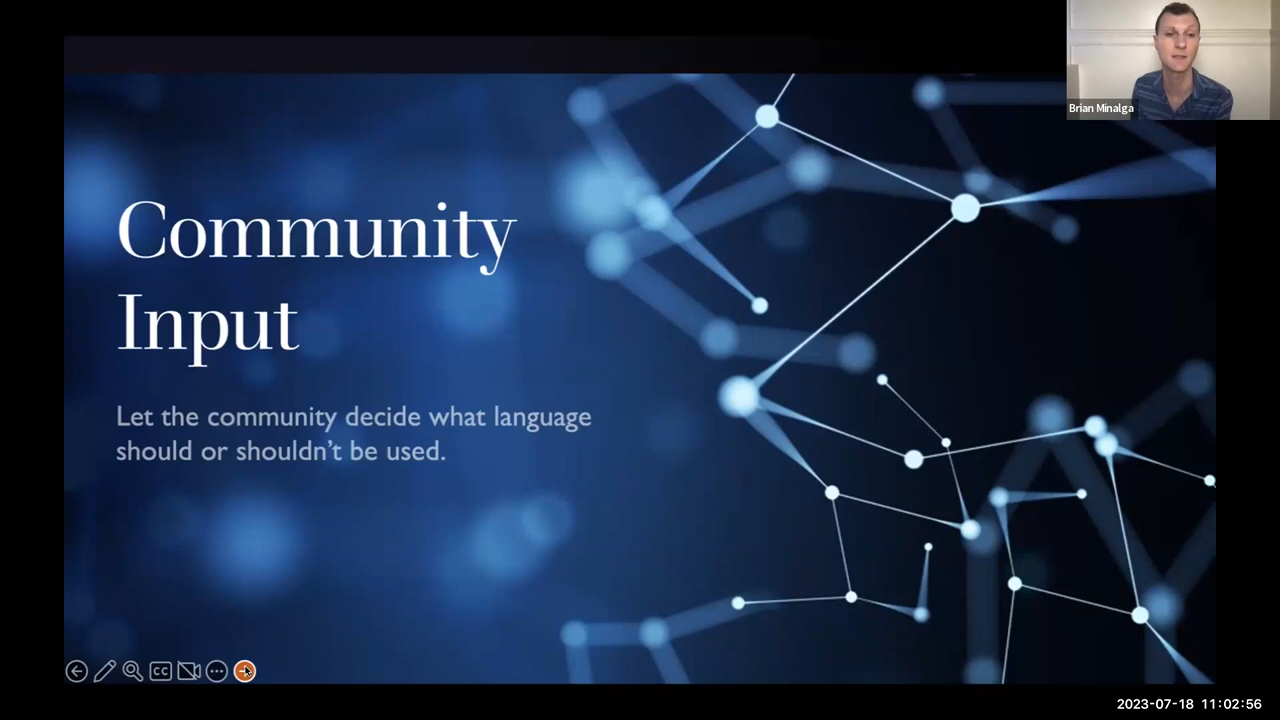 Brian Minalga
Community
Input
Let the community decide what language
should or shouldn't be used.
CC
2023-07-18 11:02:56